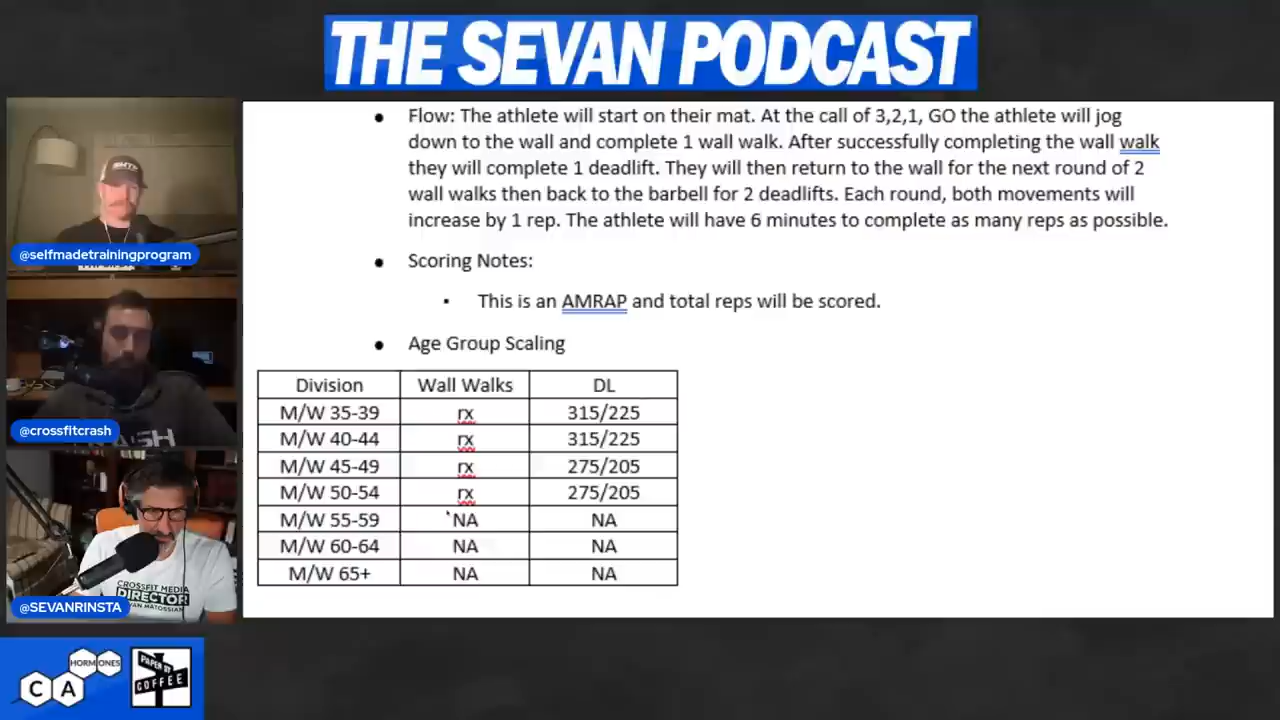 THE SEVAN PODCAST
• Flow: The athlete will start on their mat. At the call of 3,2,1, GO the athlete will jog
down to the wall and complete 1 wall walk. After successfully completing the wall walk
they will complete 1 deadlift. They will then return to the wall for the next round of 2
wall walks then back to the barbell for 2 deadlifts. Each round, both movements will
increase by 1 rep. The athlete will have 6 minutes to complete as many reps as possible.
• Scoring Notes:
▪ This is an AMRAP and total reps will be scored.
• Age Group Scaling
Division Wall Walks DL
M/W 35-39 rx 315/225
M/W 40-44 rx 315/225
M/W 45-49 rx 275/205
M/W 50-54 rx 275/205
M/W 55-59 NA NA
M/W 60-64 NA NA
M/W 65+ NA NA
@selfmadetrainingprogram
@crossfitcrash
CROSSFIT MEDIA
DIRECTOR
MATOSSIAN
@SEVANRINSTA
CA HORMONES
PAPER ST
COFFEE